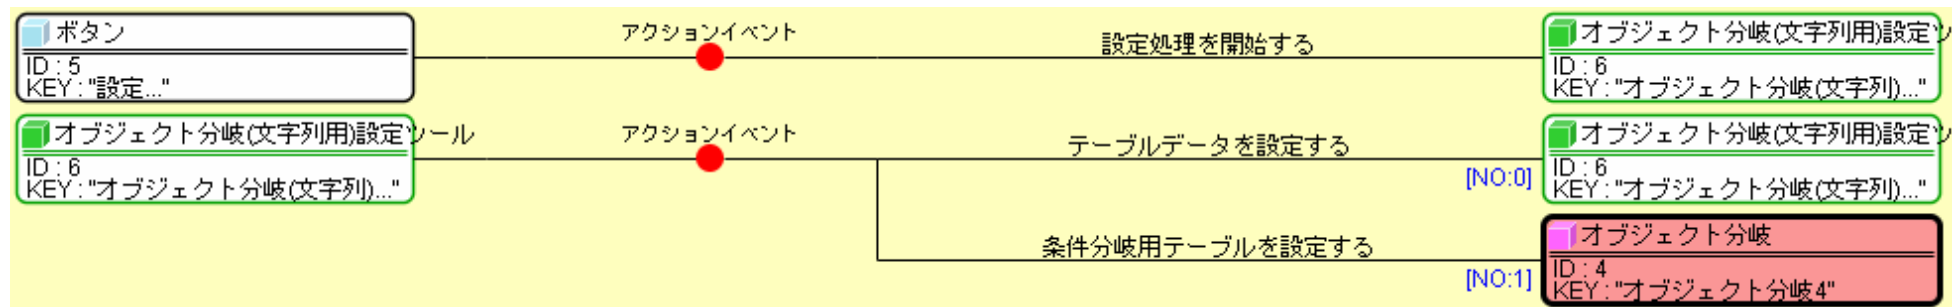 ボタン
ID : 5
KEY : "設定..."
アクションイベント
設定処理を開始する
オブジェクト分岐(文字列用)設定ツ
ID : 6
KEY : "オブジェクト分岐(文字列)..."
オブジェクト分岐(文字列用)設定ツール
ID : 6
KEY : "オブジェクト分岐(文字列)..."
アクションイベント
テーブルデータを設定する
[NO:0]
オブジェクト分岐(文字列用)設定ツ
ID : 6
KEY : "オブジェクト分岐(文字列)..."
条件分岐用テーブルを設定する
[NO:1]
オブジェクト分岐
ID : 4
KEY : "オブジェクト分岐4"